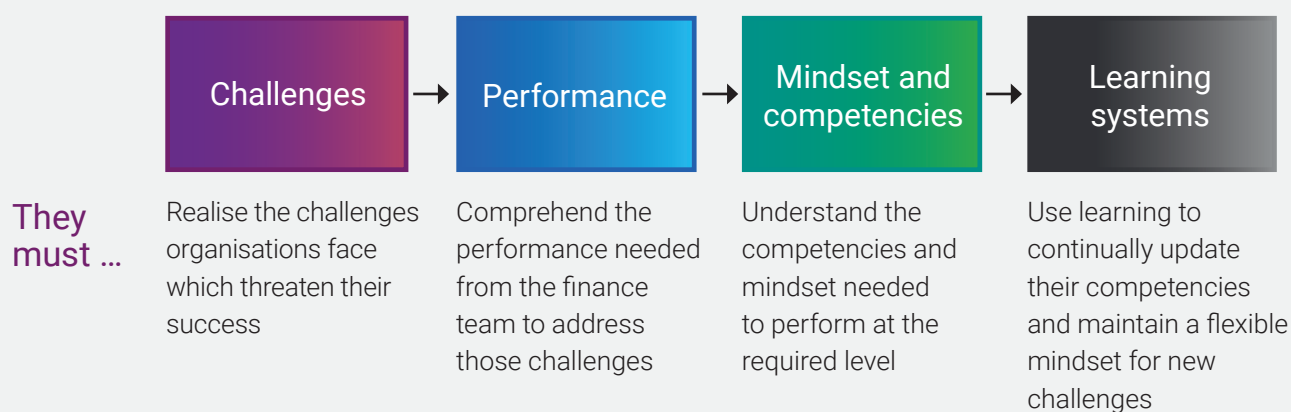 Challenges
Performance
Mindset and
competencies
Learning
systems
They
must ...
Realise the challenges
organisations face
which threaten their
success
Comprehend the
performance needed
from the finance
team to address
those challenges
Understand the
competencies and
mindset needed
to perform at the
required level
Use learning to
continually update
their competencies
and maintain a flexible
mindset for new
challenges